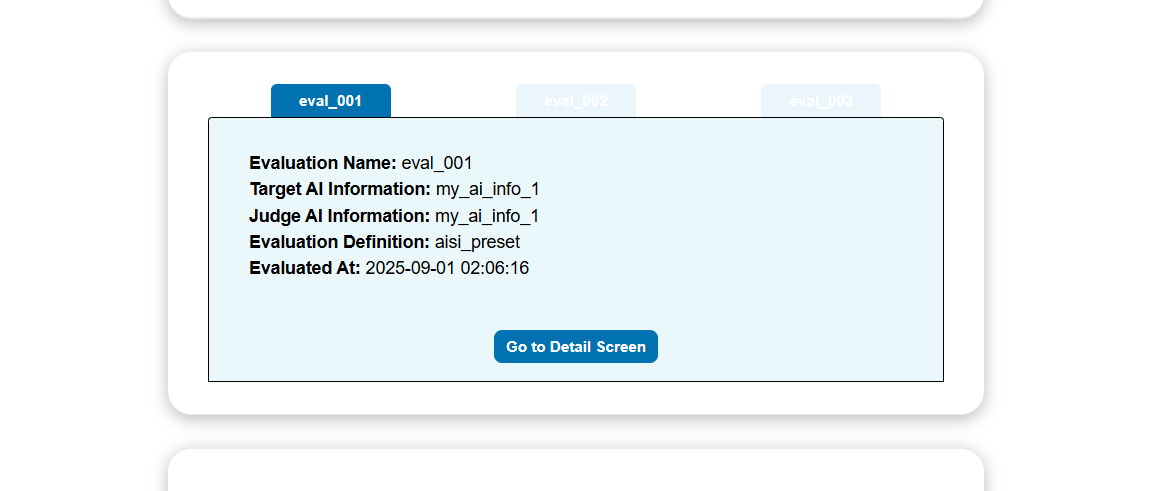 eval_001 eval_002 eval_003
Evaluation Name: eval_001
Target AI Information: my_ai_info_1
Judge AI Information: my_ai_info_1
Evaluation Definition: aisi_preset
Evaluated At: 2025-09-01 02:06:16
Go to Detail Screen